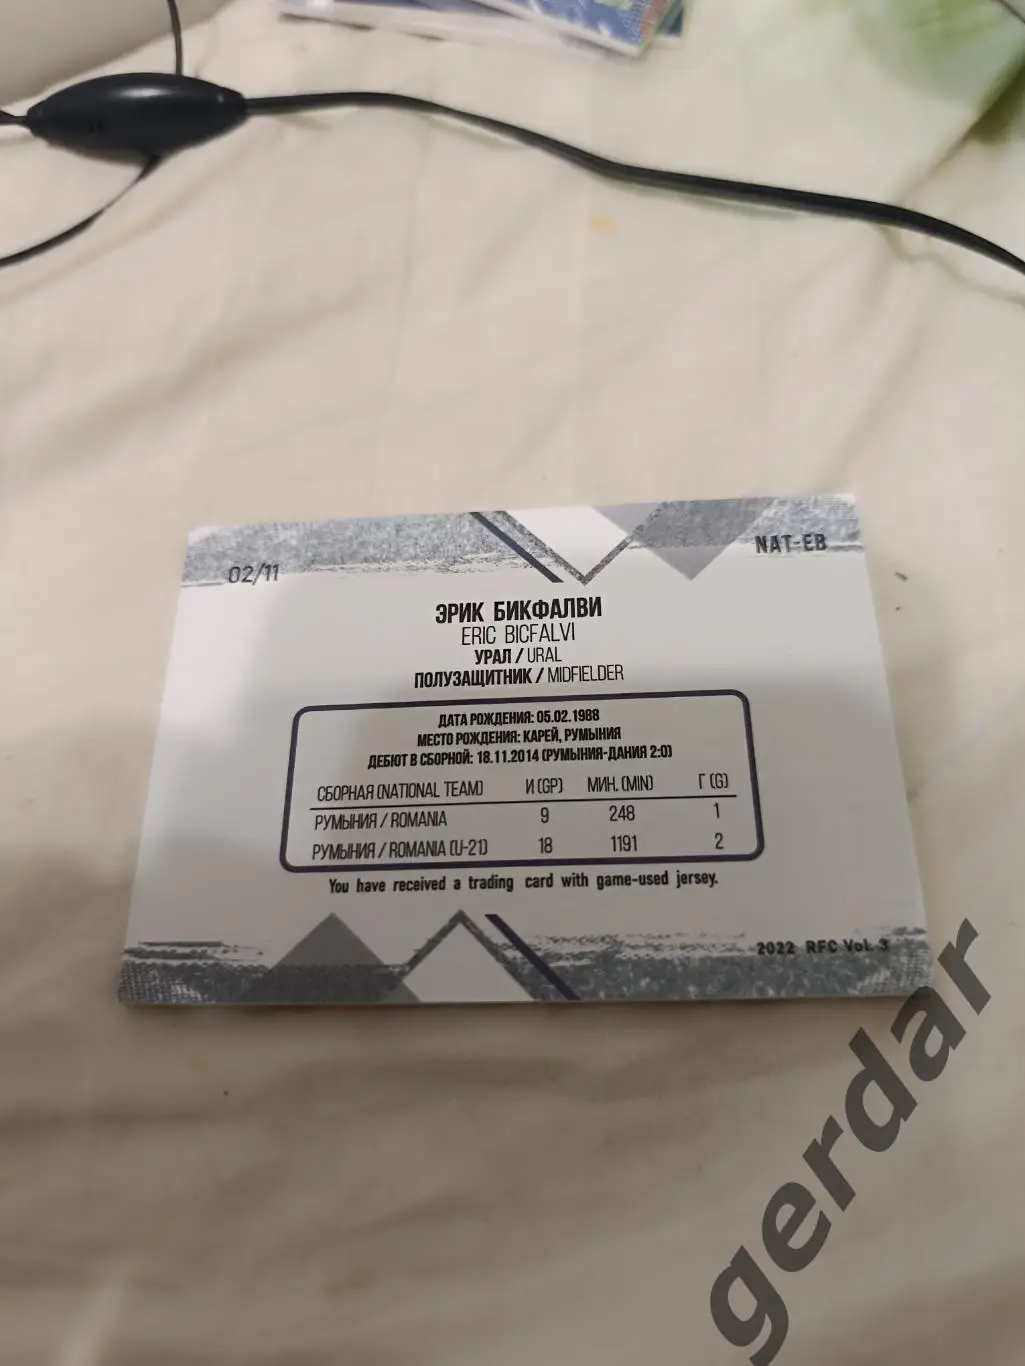 02/11
NAT-EB
ЭРИК БИКФАЛВИ
ERIC BICFALVI
УРАЛ / URAL
ПОЛУЗАЩИТНИК / MIDFIELDER
ДАТА РОЖДЕНИЯ: 05.02.1988
МЕСТО РОЖДЕНИЯ: КАРЕЙ, РУМЫНИЯ
ДЕБЮТ В СБОРНОЙ: 18.11.2014 (РУМЫНИЯ-ДАНИЯ 2:0)
СБОРНАЯ (NATIONAL TEAM) И (GP) МИН. (MIN) Г (G)
РУМЫНИЯ / ROMANIA 9 248 1
РУМЫНИЯ / ROMANIA (U-21) 18 1191 2
You have received a trading card with game-used jersey.
2022 RFC Vol. 3
gerdar